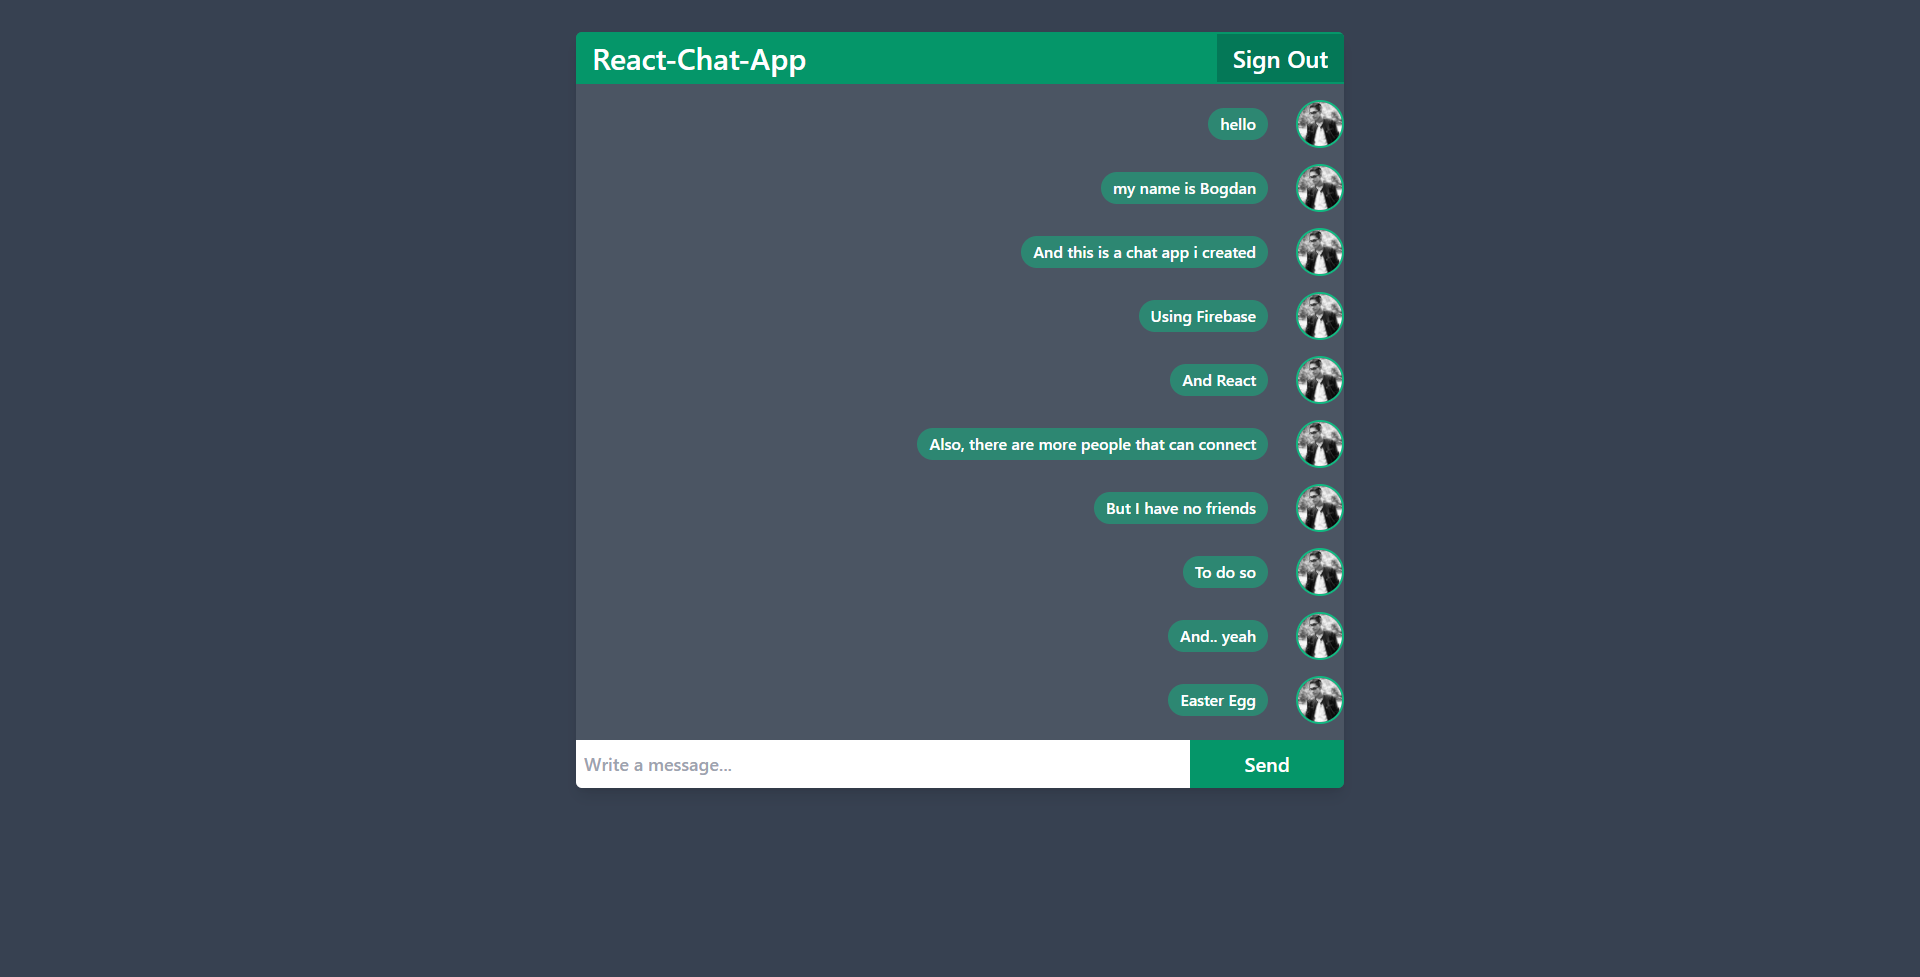 React-Chat-App
Sign Out
hello
my name is Bogdan
And this is a chat app i created
Using Firebase
And React
Also, there are more people that can connect
But I have no friends
To do so
And.. yeah
Easter Egg
Write a message...
Send